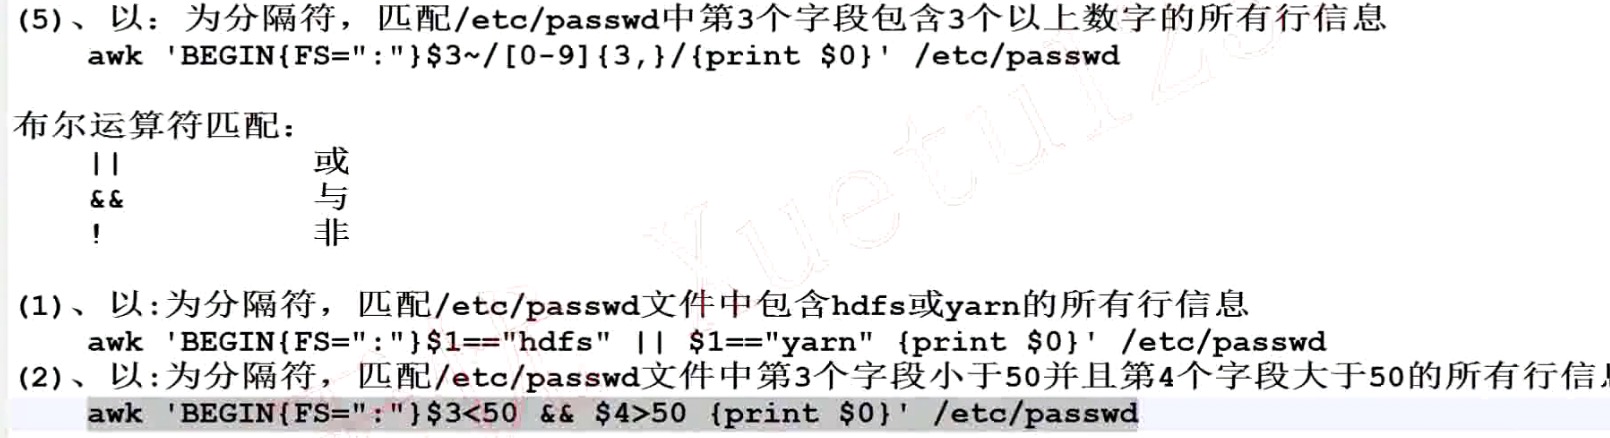 (5)、以：为分隔符，匹配/etc/passwd中第3个字段包含3个以上数字的所有行信息
awk 'BEGIN{FS=":"}$3~/[0-9]{3,}/{print $0}' /etc/passwd
布尔运算符匹配：
|| 或
&& 与
! 非
(1)、以:为分隔符，匹配/etc/passwd文件中包含hdfs或yarn的所有行信息
awk 'BEGIN{FS=":"}$1=="hdfs" || $1=="yarn" {print $0}' /etc/passwd
(2)、以:为分隔符，匹配/etc/passwd文件中第3个字段小于50并且第4个字段大于50的所有行信
awk 'BEGIN{FS=":"}$3<50 && $4>50 {print $0}' /etc/passwd